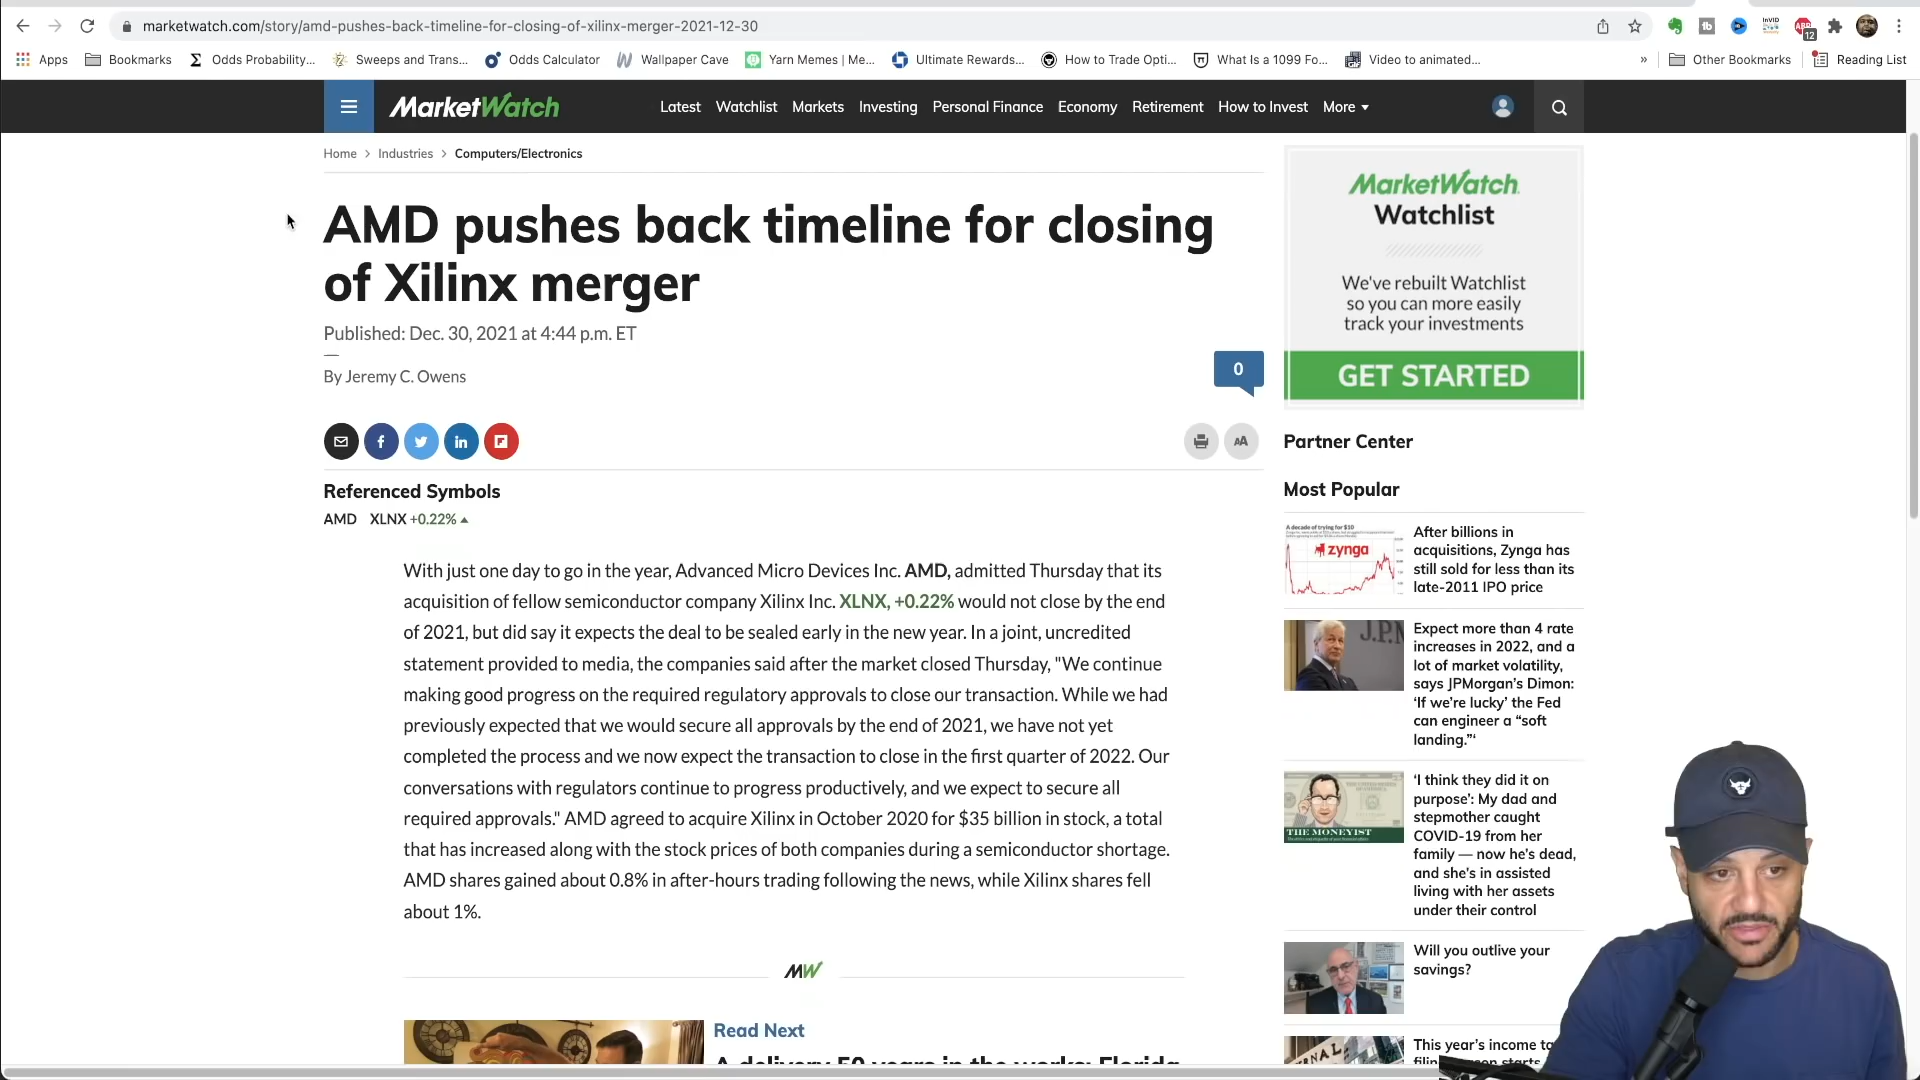 marketwatch.com/story/amd-pushes-back-timeline-for-closing-of-xilinx-merger-2021-12-30
12
Apps
Bookmarks
Odds Probability...
Sweeps and Trans...
Odds Calculator
Wallpaper Cave
Yarn Memes | Me...
Ultimate Rewards...
How to Trade Opti...
What Is a 1099 Fo...
Video to animated...
»
Other Bookmarks
Reading List
MarketWatch
Latest
Watchlist
Markets
Investing
Personal Finance
Economy
Retirement
How to Invest
More
Home > Industries > Computers/Electronics
AMD pushes back timeline for closing
of Xilinx merger
Published: Dec. 30, 2021 at 4:44 p.m. ET
By Jeremy C. Owens
0
Referenced Symbols
AMD XLNX +0.22%
With just one day to go in the year, Advanced Micro Devices Inc. AMD, admitted Thursday that its
acquisition of fellow semiconductor company Xilinx Inc. XLNX, +0.22% would not close by the end
of 2021, but did say it expects the deal to be sealed early in the new year. In a joint, uncredited
statement provided to media, the companies said after the market closed Thursday, "We continue
making good progress on the required regulatory approvals to close our transaction. While we had
previously expected that we would secure all approvals by the end of 2021, we have not yet
completed the process and we now expect the transaction to close in the first quarter of 2022. Our
conversations with regulators continue to progress productively, and we expect to secure all
required approvals." AMD agreed to acquire Xilinx in October 2020 for $35 billion in stock, a total
that has increased along with the stock prices of both companies during a semiconductor shortage.
AMD shares gained about 0.8% in after-hours trading following the news, while Xilinx shares fell
about 1%.
MW
Read Next
A delivery 50 years in the works: Florida
MarketWatch
Watchlist
We've rebuilt Watchlist
so you can more easily
track your investments
GET STARTED
Partner Center
Most Popular
A decade of trying for $10
zynga
After billions in
acquisitions, Zynga has
still sold for less than its
late-2011 IPO price
J.P.M
Expect more than 4 rate
increases in 2022, and a
lot of market volatility,
says JPMorgan's Dimon:
'If we're lucky' the Fed
can engineer a “soft
landing.”‘
THE MONEYIST
'I think they did it on
purpose': My dad and
stepmother caught
COVID-19 from her
family — now he's dead,
and she's in assisted
living with her assets
under their control
Will you outlive your
savings?
This year's income ta